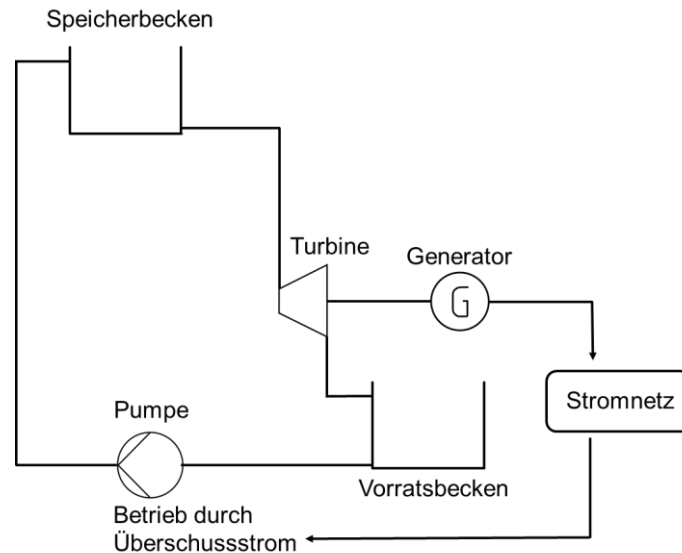 Speicherbecken
Turbine
Generator
G
Stromnetz
Pumpe
Vorratsbecken
Betrieb durch
Überschussstrom